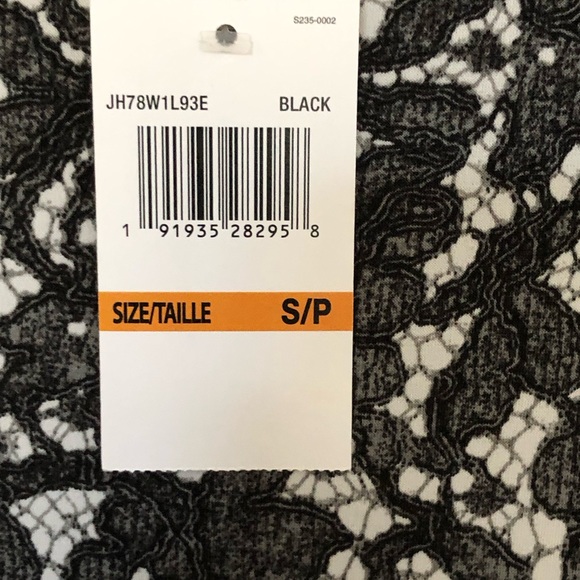 S235-0002
JH78W1L93E BLACK
1 91935 28295 8
SIZE/TAILLE S/P